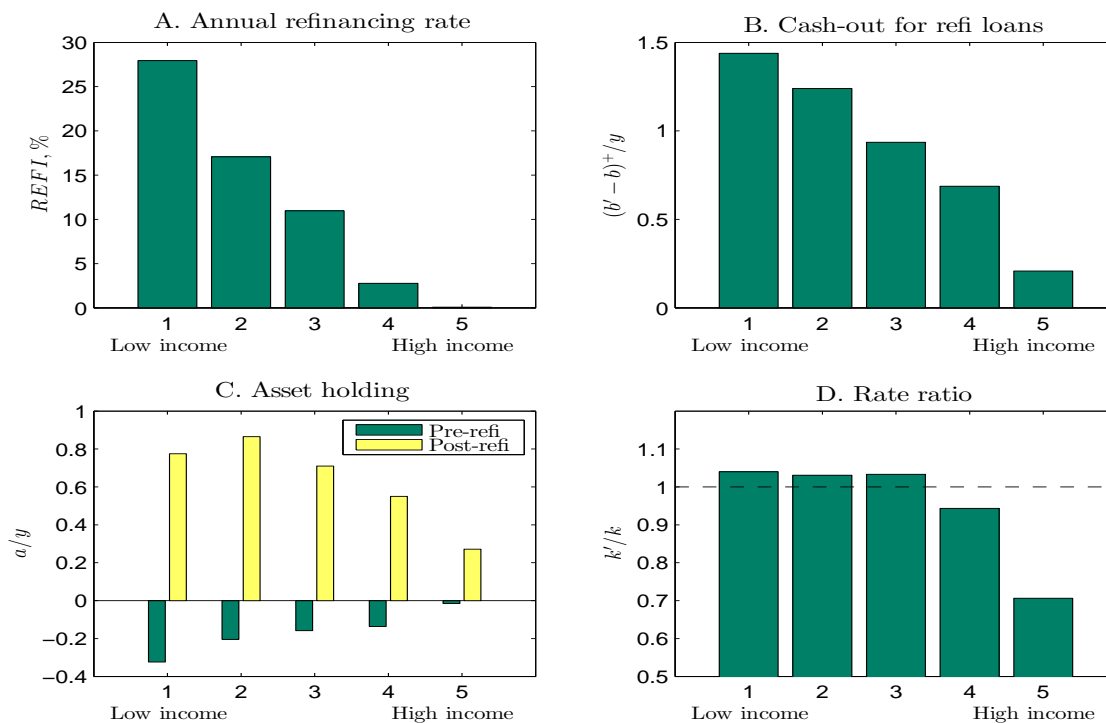 A. Annual refinancing rate
REFI, %
30
25
20
15
10
5
0
1 2 3 4 5
Low income High income
B. Cash-out for refi loans
(b′ − b)⁺/y
1.5
1
0.5
0
1 2 3 4 5
Low income High income
C. Asset holding
a/y
1
0.8
0.6
0.4
0.2
0
−0.2
−0.4
Pre-refi
Post-refi
1 2 3 4 5
Low income High income
D. Rate ratio
k′/k
1.1
1
0.9
0.8
0.7
0.6
0.5
1 2 3 4 5
Low income High income